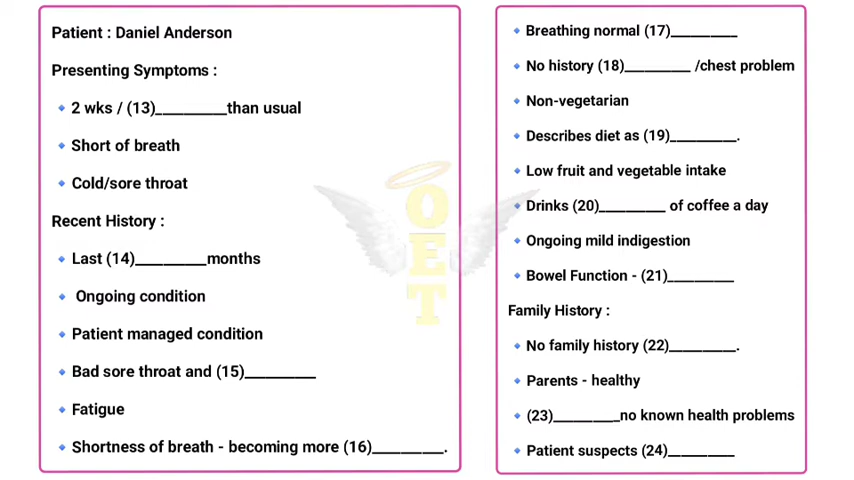 Patient : Daniel Anderson
Presenting Symptoms :
🔹 2 wks / (13)_________than usual
🔹 Short of breath
🔹 Cold/sore throat
Recent History :
🔹 Last (14)_________months
🔹 Ongoing condition
🔹 Patient managed condition
🔹 Bad sore throat and (15)_________
🔹 Fatigue
🔹 Shortness of breath - becoming more (16)_________.
🔹 Breathing normal (17)_________
🔹 No history (18)_________ /chest problem
🔹 Non-vegetarian
🔹 Describes diet as (19)_________.
🔹 Low fruit and vegetable intake
🔹 Drinks (20)_________ of coffee a day
🔹 Ongoing mild indigestion
🔹 Bowel Function - (21)_________
Family History :
🔹 No family history (22)_________.
🔹 Parents - healthy
🔹 (23)_________no known health problems
🔹 Patient suspects (24)_________
OET